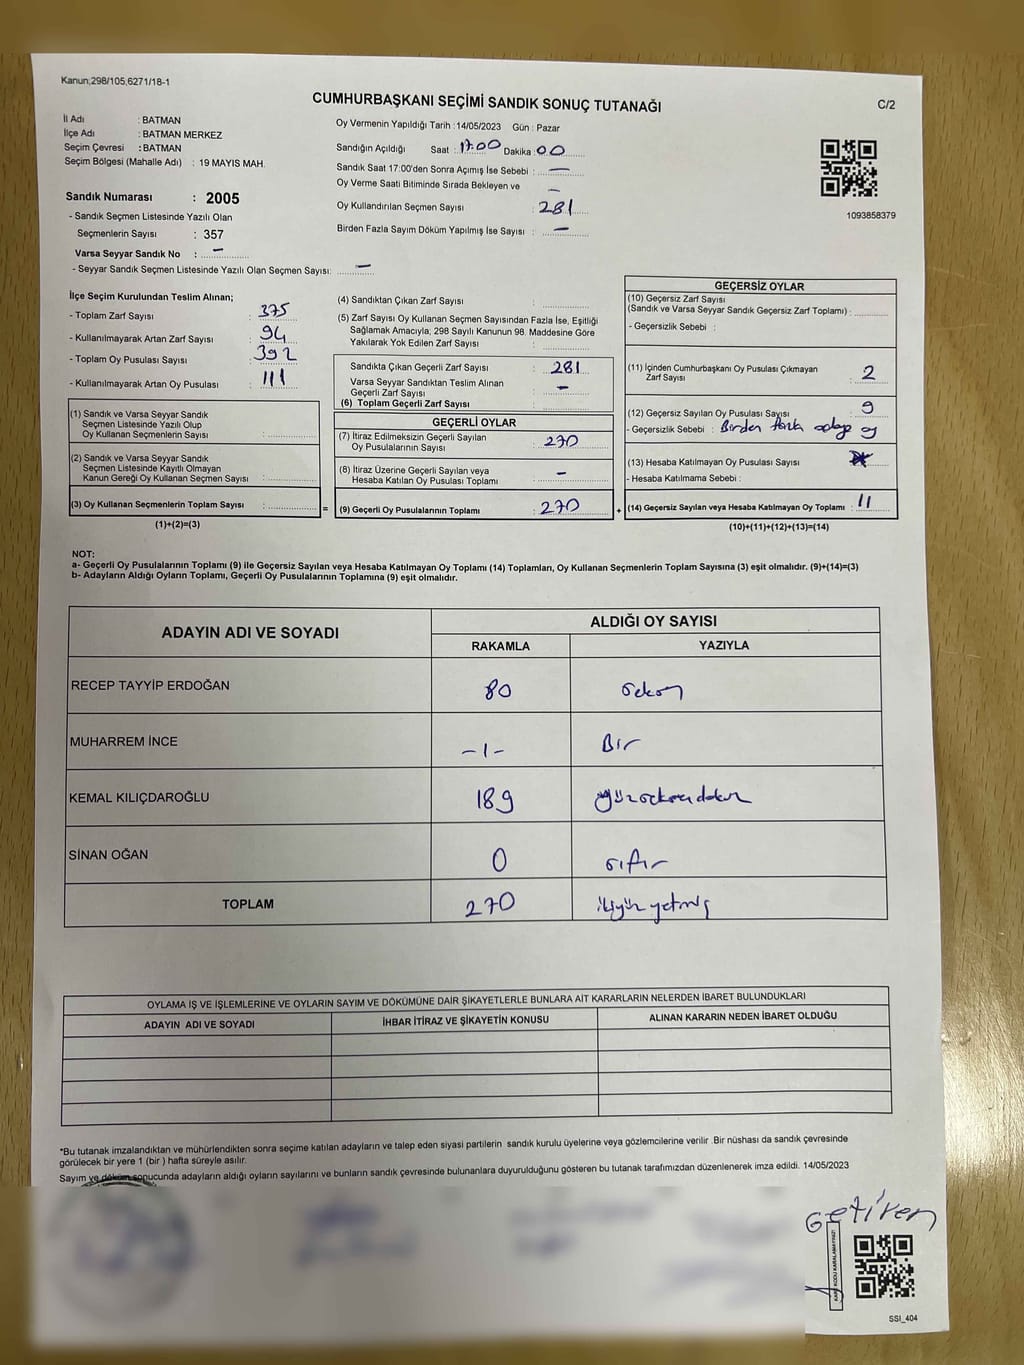 Kanun;298/105,6271/18-1
CUMHURBAŞKANI SEÇİMİ SANDIK SONUÇ TUTANAĞI
C/2
İl Adı : BATMAN
İlçe Adı : BATMAN MERKEZ
Seçim Çevresi : BATMAN
Seçim Bölgesi (Mahalle Adı) : 19 MAYIS MAH.
Sandık Numarası : 2005
- Sandık Seçmen Listesinde Yazılı Olan
Seçmenlerin Sayısı : 357
Varsa Seyyar Sandık No : –
- Seyyar Sandık Seçmen Listesinde Yazılı Olan Seçmen Sayısı: –
Oy Vermenin Yapıldığı Tarih :14/05/2023 Gün : Pazar
Sandığın Açıldığı Saat : 17:00 Dakika : 00
Sandık Saat 17:00'den Sonra Açımış İse Sebebi : –
Oy Verme Saati Bitiminde Sırada Bekleyen ve –
Oy Kullandırılan Seçmen Sayısı : 281
Birden Fazla Sayım Döküm Yapılmış İse Sayısı : –
1093858379
İlçe Seçim Kurulundan Teslim Alınan;
- Toplam Zarf Sayısı : 375
- Kullanılmayarak Artan Zarf Sayısı : 94
- Toplam Oy Pusulası Sayısı : 392
- Kullanılmayarak Artan Oy Pusulası : 111
(1) Sandık ve Varsa Seyyar Sandık
Seçmen Listesinde Yazılı Olup
Oy Kullanan Seçmenlerin Sayısı :
(2) Sandık ve Varsa Seyyar Sandık
Seçmen Listesinde Kayıtlı Olmayan
Kanun Gereği Oy Kullanan Seçmen Sayısı :
(3) Oy Kullanan Seçmenlerin Toplam Sayısı : =
(1)+(2)=(3)
(4) Sandıktan Çıkan Zarf Sayısı :
(5) Zarf Sayısı Oy Kullanan Seçmen Sayısından Fazla İse, Eşitliği
Sağlamak Amacıyla; 298 Sayılı Kanunun 98. Maddesine Göre
Yakılarak Yok Edilen Zarf Sayısı :
Sandıkta Çıkan Geçerli Zarf Sayısı : 281
Varsa Seyyar Sandıktan Teslim Alınan
Geçerli Zarf Sayısı : –
(6) Toplam Geçerli Zarf Sayısı :
GEÇERLİ OYLAR
(7) İtiraz Edilmeksizin Geçerli Sayılan
Oy Pusulalarının Sayısı : 270
(8) İtiraz Üzerine Geçerli Sayılan veya
Hesaba Katılan Oy Pusulası Toplamı : –
(9) Geçerli Oy Pusulalarının Toplamı : 270 +
GEÇERSİZ OYLAR
(10) Geçersiz Zarf Sayısı
(Sandık ve Varsa Seyyar Sandık Geçersiz Zarf Toplamı) :
- Geçersizlik Sebebi :
(11) İçinden Cumhurbaşkanı Oy Pusulası Çıkmayan
Zarf Sayısı : 2
(12) Geçersiz Sayılan Oy Pusulası Sayısı : 9
- Geçersizlik Sebebi : Birden fazla adaya oy
(13) Hesaba Katılmayan Oy Pusulası Sayısı :
- Hesaba Katılmama Sebebi :
(14) Geçersiz Sayılan veya Hesaba Katılmayan Oy Toplamı : 11
(10)+(11)+(12)+(13)=(14)
NOT:
a- Geçerli Oy Pusulalarının Toplamı (9) ile Geçersiz Sayılan veya Hesaba Katılmayan Oy Toplamı (14) Toplamları, Oy Kullanan Seçmenlerin Toplam Sayısına (3) eşit olmalıdır. (9)+(14)=(3)
b- Adayların Aldığı Oyların Toplamı, Geçerli Oy Pusulalarının Toplamına (9) eşit olmalıdır.
ADAYIN ADI VE SOYADI
ALDIĞI OY SAYISI
RAKAMLA YAZIYLA
RECEP TAYYİP ERDOĞAN 80 seksen
MUHARREM İNCE –1– Bir
KEMAL KILIÇDAROĞLU 189 yüzseksendokuz
SİNAN OĞAN 0 sıfır
TOPLAM 270 ikiyüz yetmiş
OYLAMA İŞ VE İŞLEMLERİNE VE OYLARIN SAYIM VE DÖKÜMÜNE DAİR ŞİKAYETLERLE BUNLARA AİT KARARLARIN NELERDEN İBARET BULUNDUKLARI
ADAYIN ADI VE SOYADI İHBAR İTİRAZ VE ŞİKAYETİN KONUSU ALINAN KARARIN NEDEN İBARET OLDUĞU
*Bu tutanak imzalandıktan ve mühürlendikten sonra seçime katılan adayların ve talep eden siyasi partilerin sandık kurulu üyelerine veya gözlemcilerine verilir .Bir nüshası da sandık çevresinde
görülecek bir yere 1 (bir ) hafta süreyle asılır.
Sayım ve döküm sonucunda adayların aldığı oyların sayılarını ve bunların sandık çevresinde bulunanlara duyurulduğunu gösteren bu tutanak tarafımızdan düzenlenerek imza edildi. 14/05/2023
Getiren
KARE KODU KARALAMAYINIZ!
SSI_404